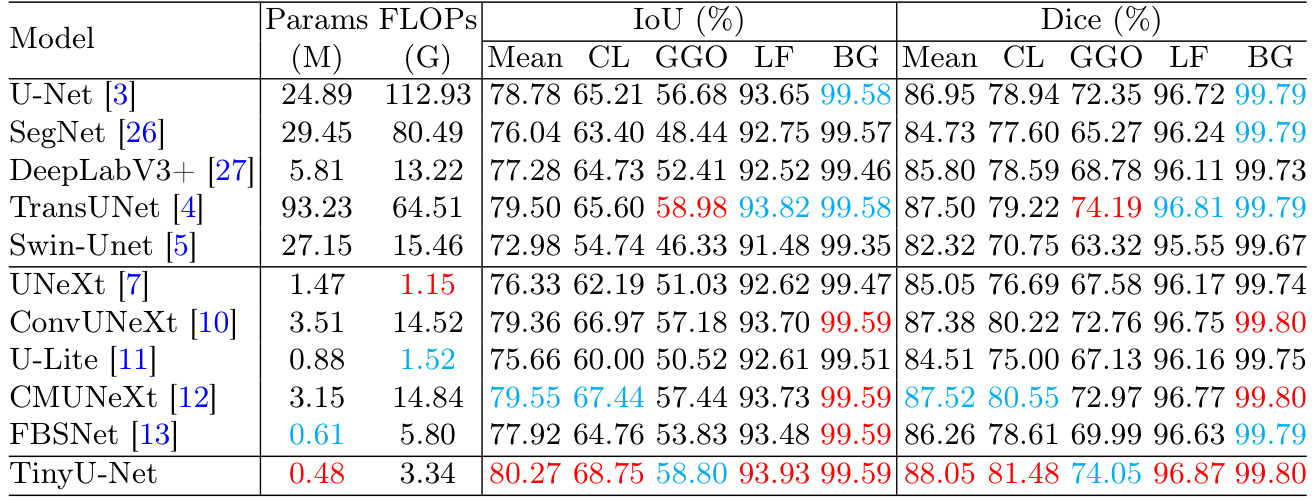 Model Params FLOPs IoU (%) Dice (%)
(M) (G) Mean CL GGO LF BG Mean CL GGO LF BG
U-Net [3] 24.89 112.93 78.78 65.21 56.68 93.65 99.58 86.95 78.94 72.35 96.72 99.79
SegNet [26] 29.45 80.49 76.04 63.40 48.44 92.75 99.57 84.73 77.60 65.27 96.24 99.79
DeepLabV3+ [27] 5.81 13.22 77.28 64.73 52.41 92.52 99.46 85.80 78.59 68.78 96.11 99.73
TransUNet [4] 93.23 64.51 79.50 65.60 58.98 93.82 99.58 87.50 79.22 74.19 96.81 99.79
Swin-Unet [5] 27.15 15.46 72.98 54.74 46.33 91.48 99.35 82.32 70.75 63.32 95.55 99.67
UNeXt [7] 1.47 1.15 76.33 62.19 51.03 92.62 99.47 85.05 76.69 67.58 96.17 99.74
ConvUNeXt [10] 3.51 14.52 79.36 66.97 57.18 93.70 99.59 87.38 80.22 72.76 96.75 99.80
U-Lite [11] 0.88 1.52 75.66 60.00 50.52 92.61 99.51 84.51 75.00 67.13 96.16 99.75
CMUNeXt [12] 3.15 14.84 79.55 67.44 57.44 93.73 99.59 87.52 80.55 72.97 96.77 99.80
FBSNet [13] 0.61 5.80 77.92 64.76 53.83 93.48 99.59 86.26 78.61 69.99 96.63 99.79
TinyU-Net 0.48 3.34 80.27 68.75 58.80 93.93 99.59 88.05 81.48 74.05 96.87 99.80